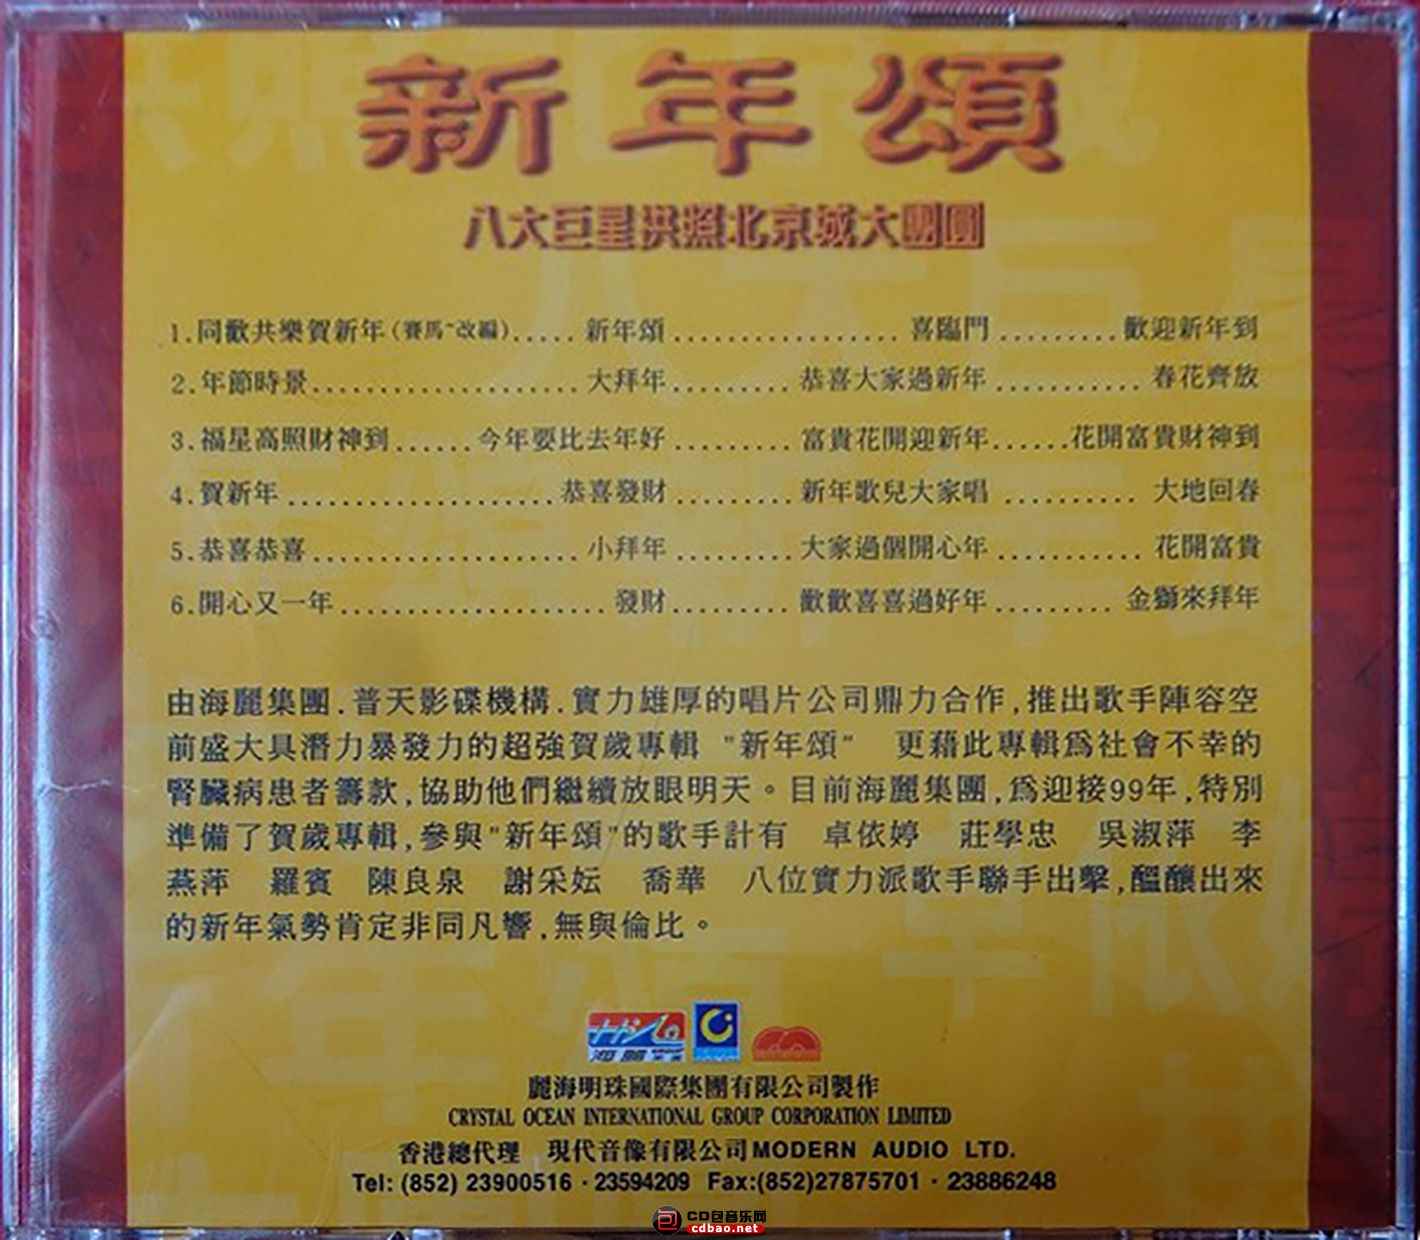 新年頌
八大巨星洪照北京城大團圓
1.同歡共樂賀新年(賽馬~改編).....新年頌.................喜臨門.........歡迎新年到
2.年節時景....................大拜年.........恭喜大家過新年...........春花齊放
3.福星高照財神到......今年要比去年好.........富貴花開迎新年......花開富貴財神到
4.賀新年....................恭喜發財.........新年歌兒大家唱..........大地回春
5.恭喜恭喜....................小拜年.........大家過個開心年...........花開富貴
6.開心又一年....................發財.........歡歡喜喜過好年.........金獅來拜年
由海麗集團.普天影碟機構.實力雄厚的唱片公司鼎力合作,推出歌手陣容空
前盛大具潛力暴發力的超強賀歲專輯 "新年頌" 更藉此專輯為社會不幸的
腎臟病患者籌款,協助他們繼續放眼明天。目前海麗集團,為迎接99年,特別
準備了賀歲專輯,參與"新年頌"的歌手計有 卓依婷 莊學忠 吳淑萍 李
燕萍 羅賓 陳良泉 謝采妘 喬華 八位實力派歌手聯手出擊,醞釀出來
的新年氣勢肯定非同凡響,無與倫比。
海麗集團
GROUP
麗海明珠國際集團有限公司製作
CRYSTAL OCEAN INTERNATIONAL GROUP CORPORATION LIMITED
香港總代理 現代音像有限公司MODERN AUDIO LTD.
Tel: (852) 23900516 · 23594209 Fax:(852)27875701 · 23886248
CD包音乐网
cdbao.net